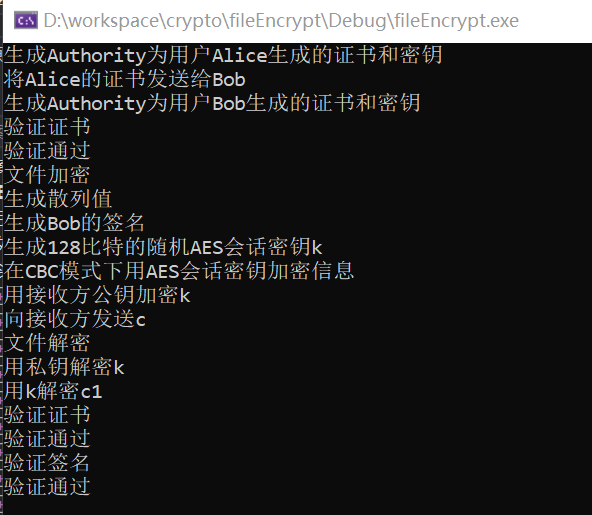 D:\workspace\crypto\fileEncrypt\Debug\fileEncrypt.exe
生成Authority为用户Alice生成的证书和密钥
将Alice的证书发送给Bob
生成Authority为用户Bob生成的证书和密钥
验证证书
验证通过
文件加密
生成散列值
生成Bob的签名
生成128比特的随机AES会话密钥k
在CBC模式下用AES会话密钥加密信息
用接收方公钥加密k
向接收方发送c
文件解密
用私钥解密k
用k解密c1
验证证书
验证通过
验证签名
验证通过